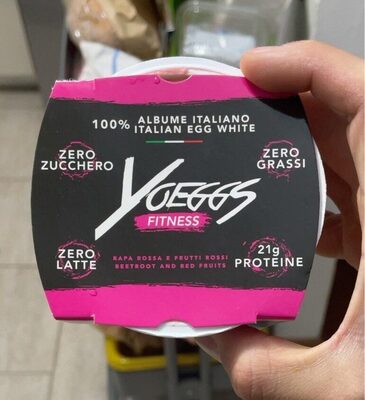 100% ALBUME ITALIANO
ITALIAN EGG WHITE
ZERO
ZUCCHERO
ZERO
GRASSI
YOEGGS
FITNESS
ZERO
LATTE
21g
PROTEINE
RAPA ROSSA E FRUTTI ROSSI
BEETROOT AND RED FRUITS